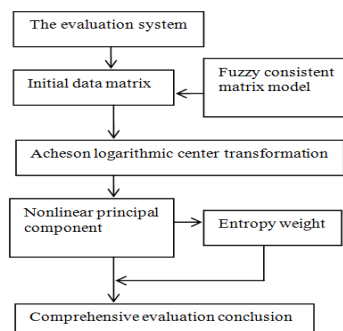 The evaluation system
Initial data matrix
Fuzzy consistent
matrix model
Acheson logarithmic center transformation
Nonlinear principal
component
Entropy weight
Comprehensive evaluation conclusion